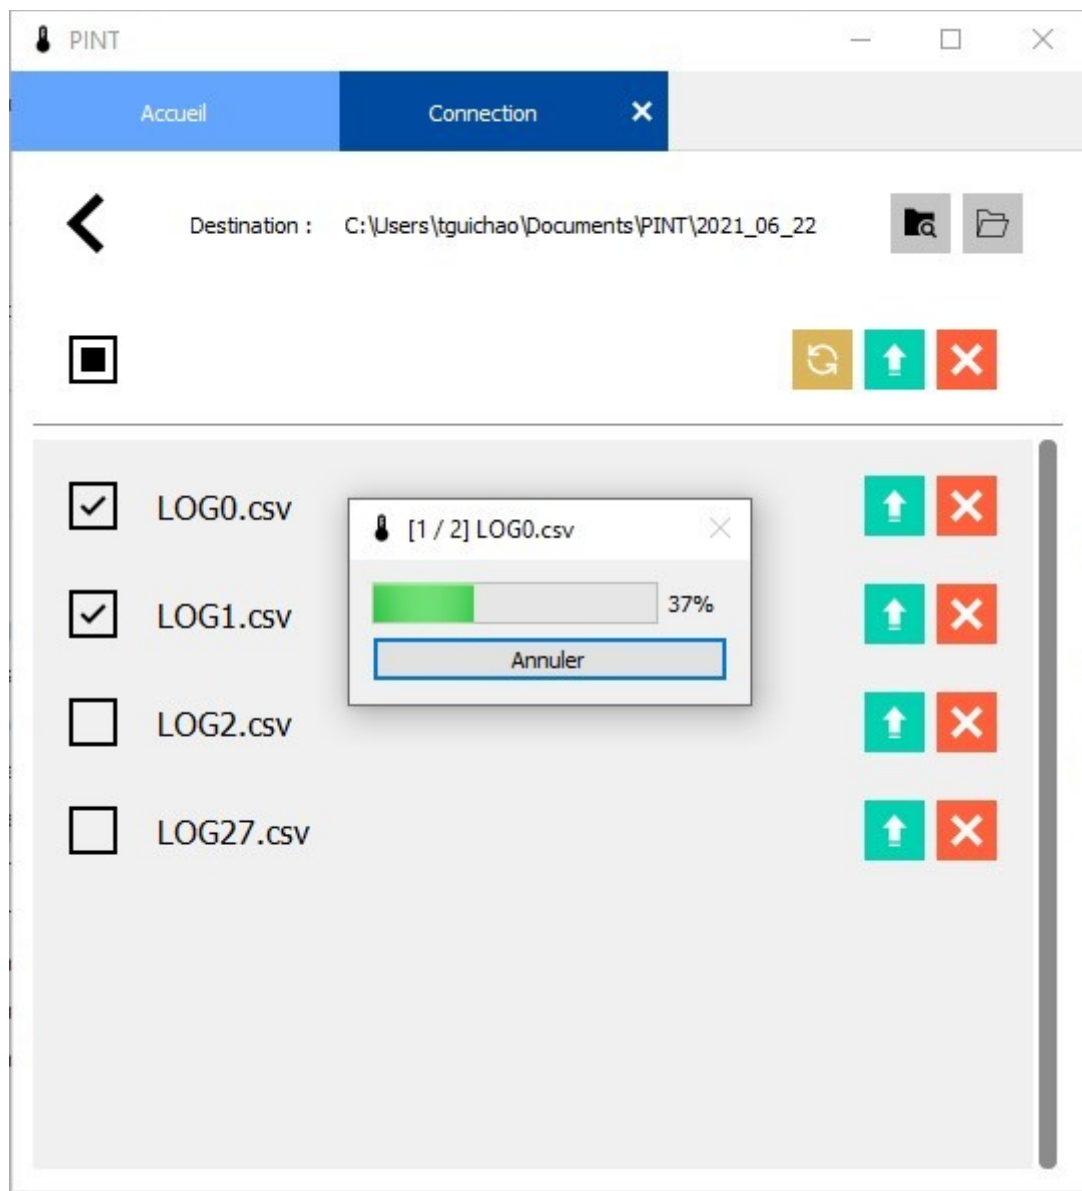 PINT
Accueil Connection
Destination : C:\Users\tguichao\Documents\PINT\2021_06_22
LOG0.csv
[1 / 2] LOG0.csv
37%
LOG1.csv
Annuler
LOG2.csv
LOG27.csv